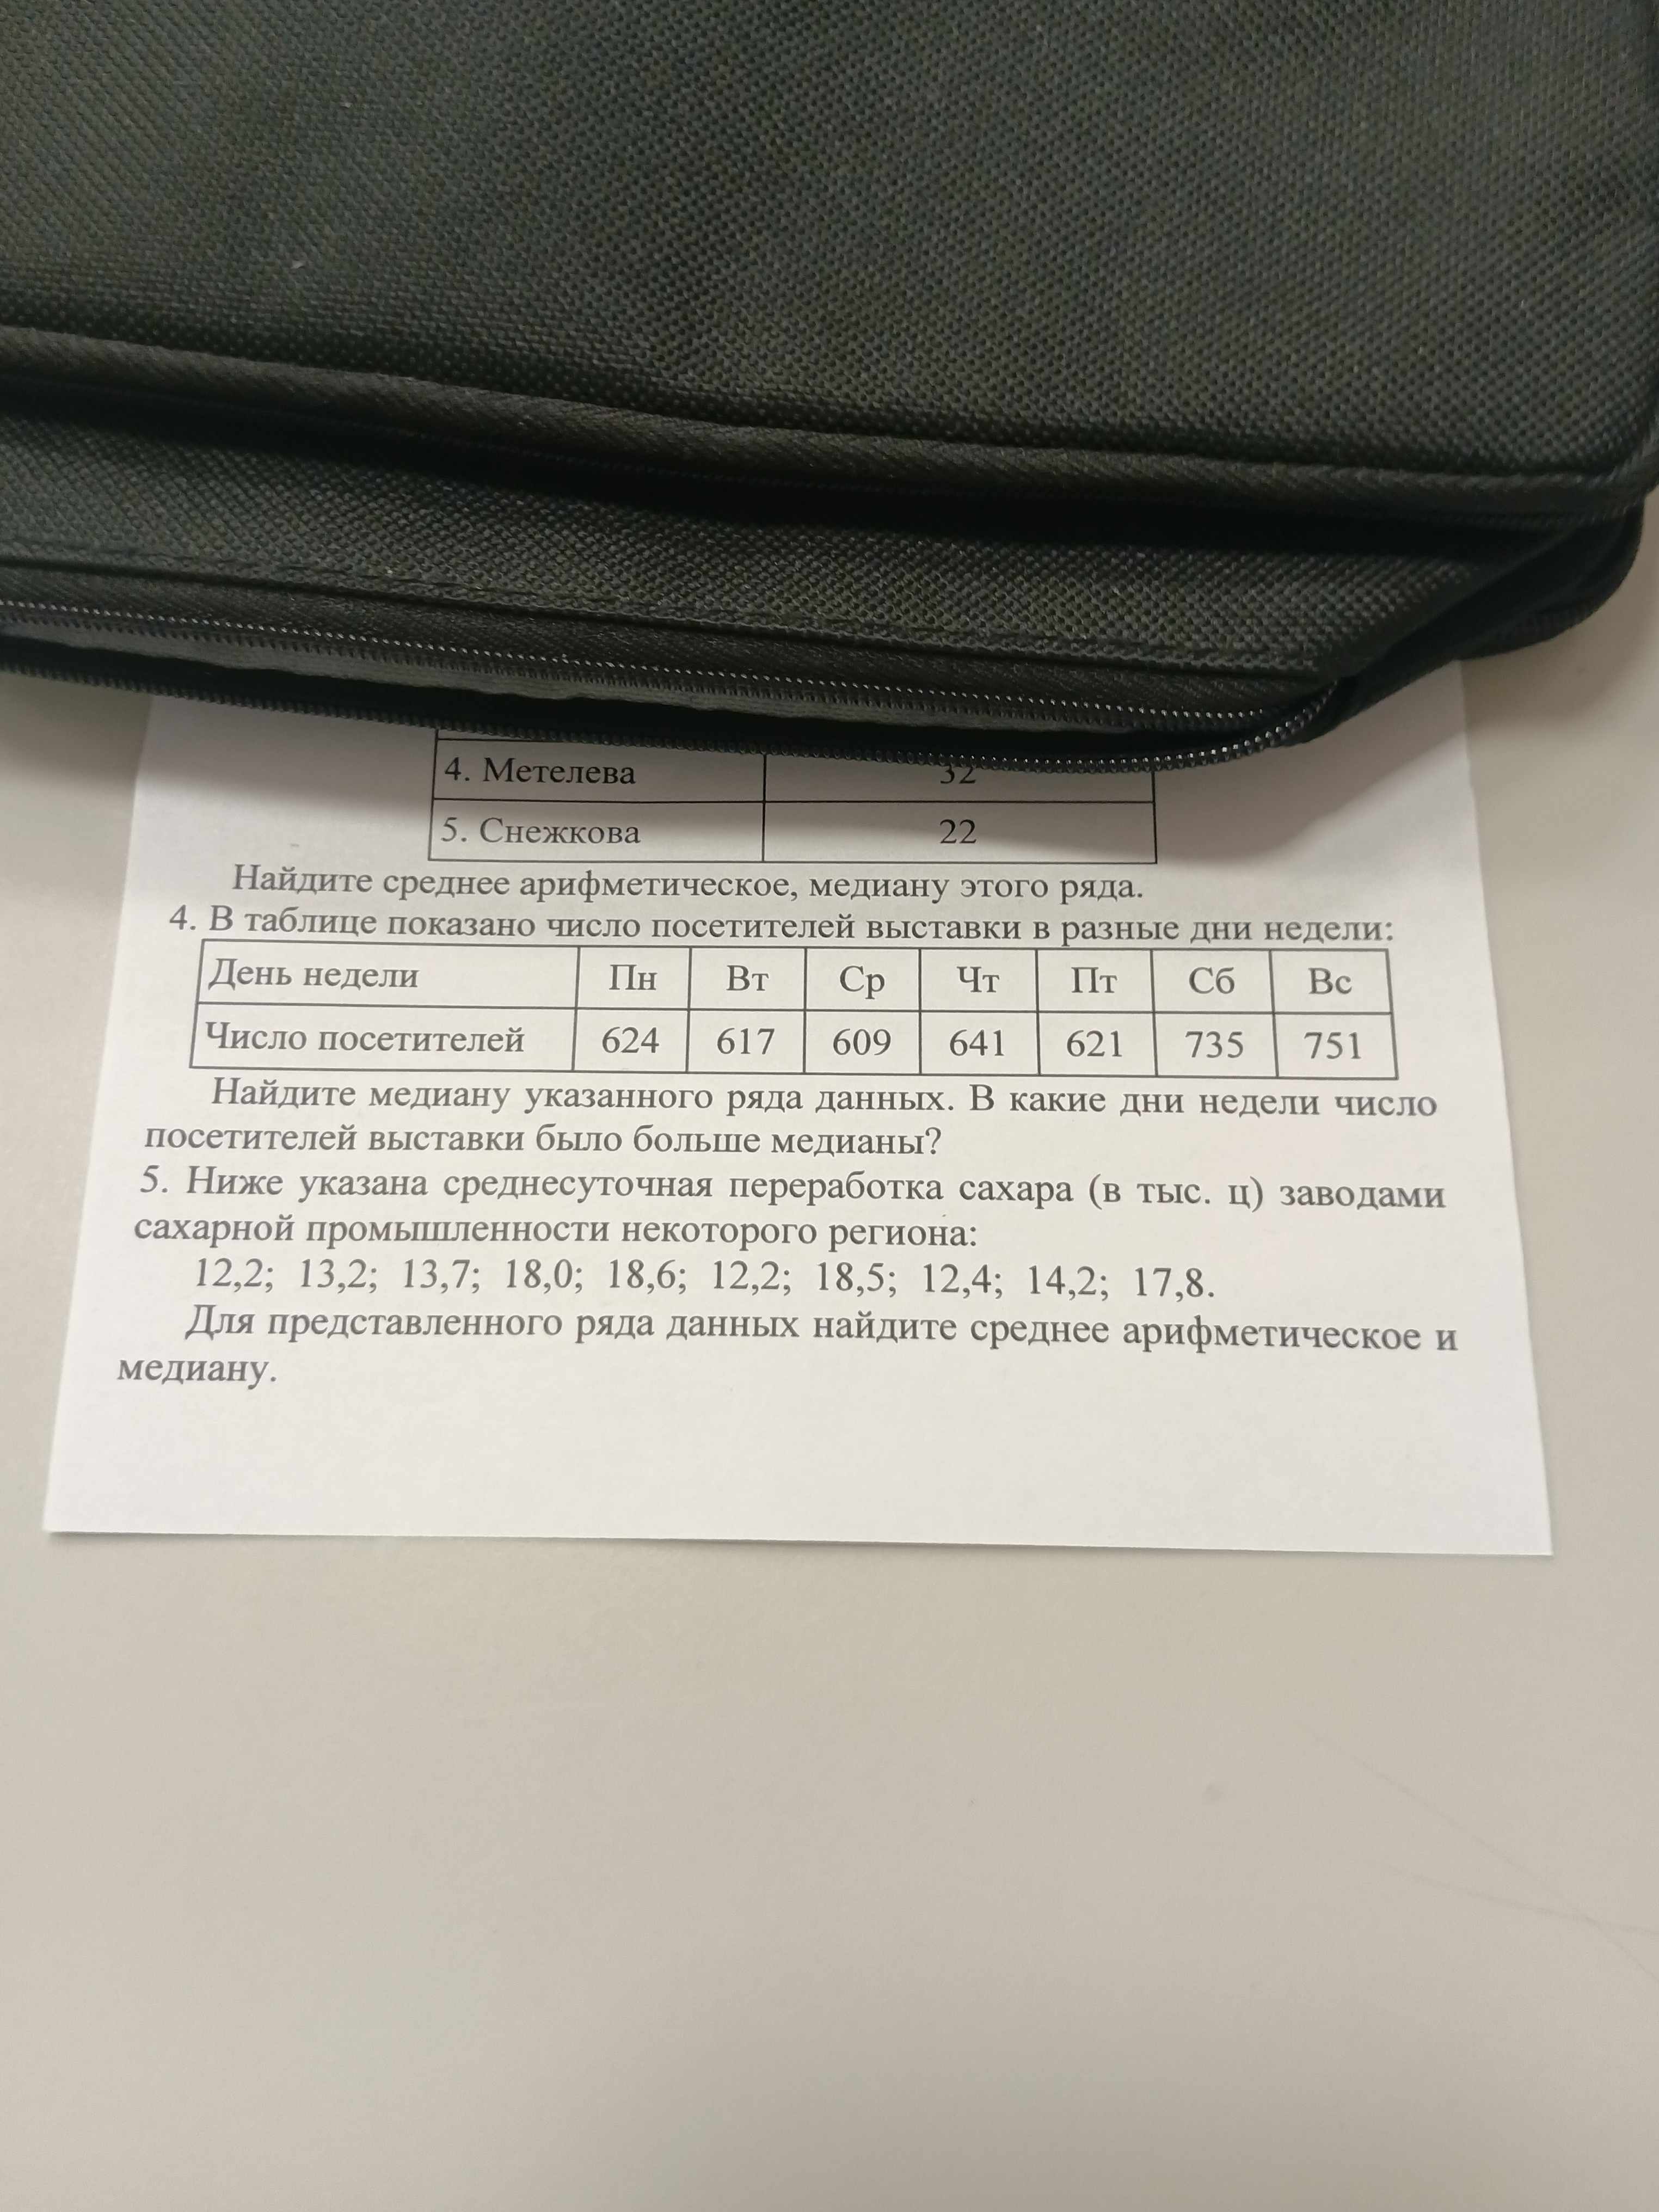 4. Метелева 32
5. Снежкова 22
Найдите среднее арифметическое, медиану этого ряда.
4. В таблице показано число посетителей выставки в разные дни недели:
День недели Пн Вт Ср Чт Пт Сб Вс
Число посетителей 624 617 609 641 621 735 751
Найдите медиану указанного ряда данных. В какие дни недели число
посетителей выставки было больше медианы?
5. Ниже указана среднесуточная переработка сахара (в тыс. ц) заводами
сахарной промышленности некоторого региона:
12,2; 13,2; 13,7; 18,0; 18,6; 12,2; 18,5; 12,4; 14,2; 17,8.
Для представленного ряда данных найдите среднее арифметическое и
медиану.